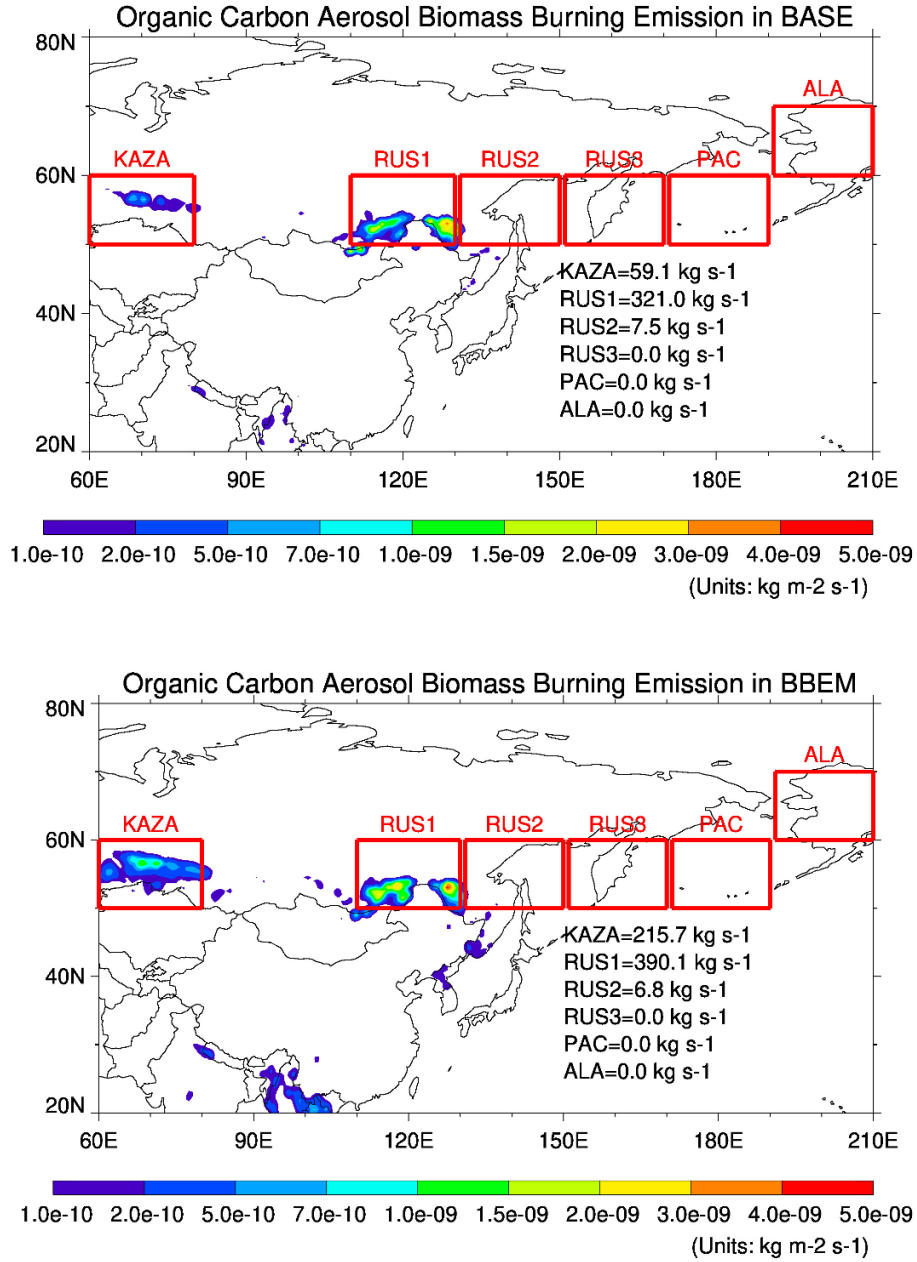 Organic Carbon Aerosol Biomass Burning Emission in BASE
80N
ALA
KAZA
RUS1
RUS2
RUS3
PAC
60N
KAZA=59.1 kg s-1
RUS1=321.0 kg s-1
40N
RUS2=7.5 kg s-1
RUS3=0.0 kg s-1
PAC=0.0 kg s-1
ALA=0.0 kg s-1
20N
60E
90E
120E
150E
180E
210E
1.0e-10
2.0e-10
5.0e-10
7.0e-10
1.0e-09
1.5e-09
2.0e-09
3.0e-09
4.0e-09
5.0e-09
(Units: kg m-2 s-1)
Organic Carbon Aerosol Biomass Burning Emission in BBEM
80N
ALA
KAZA
RUS1
RUS2
RUS3
PAC
60N
KAZA=215.7 kg s-1
RUS1=390.1 kg s-1
40N
RUS2=6.8 kg s-1
RUS3=0.0 kg s-1
PAC=0.0 kg s-1
ALA=0.0 kg s-1
20N
60E
90E
120E
150E
180E
210E
1.0e-10
2.0e-10
5.0e-10
7.0e-10
1.0e-09
1.5e-09
2.0e-09
3.0e-09
4.0e-09
5.0e-09
(Units: kg m-2 s-1)